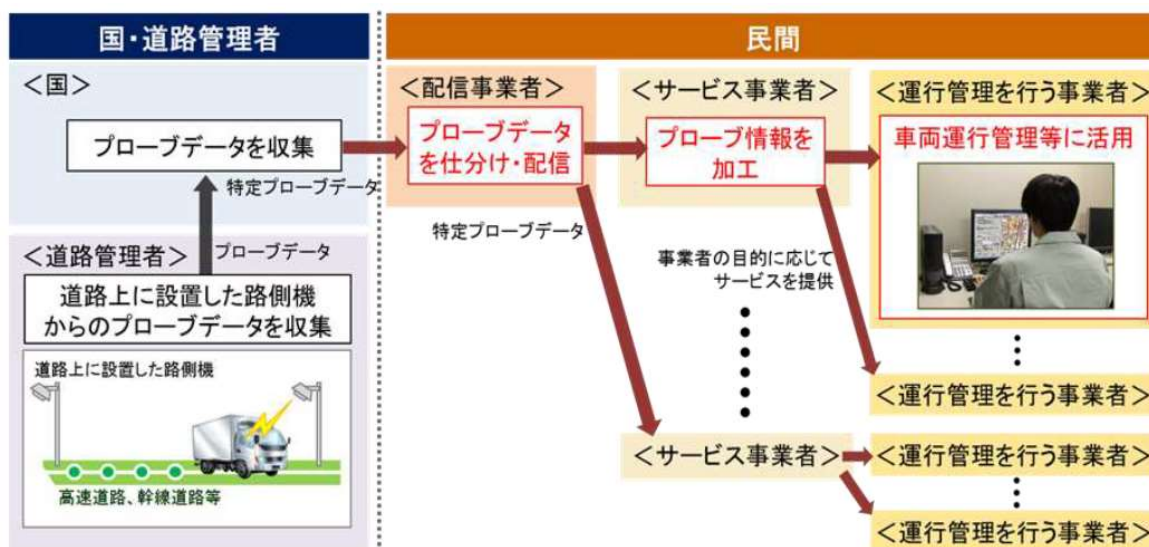 国・道路管理者
民間
＜国＞
プローブデータを収集
特定プローブデータ
＜道路管理者＞
プローブデータ
道路上に設置した路側機
からのプローブデータを収集
道路上に設置した路側機
高速道路、幹線道路等
＜配信事業者＞
プローブデータ
を仕分け・配信
特定プローブデータ
＜サービス事業者＞
プローブ情報を
加工
事業者の目的に応じて
サービスを提供
＜サービス事業者＞
＜運行管理を行う事業者＞
車両運行管理等に活用
＜運行管理を行う事業者＞
＜運行管理を行う事業者＞
＜運行管理を行う事業者＞